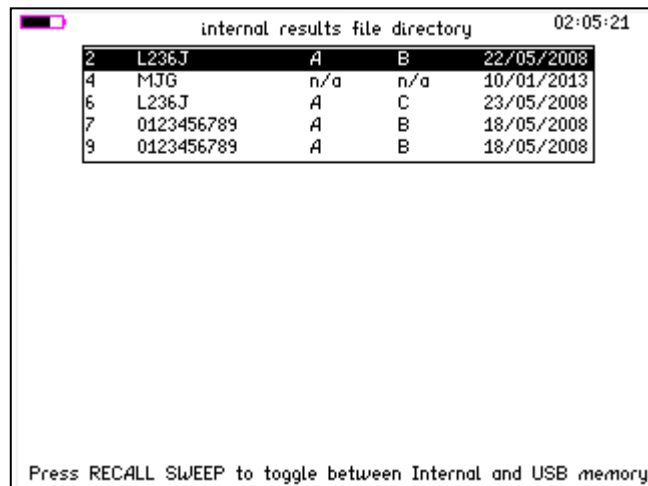 internal results file directory 02:05:21
2 L236J A B 22/05/2008
4 MJG n/a n/a 10/01/2013
6 L236J A C 23/05/2008
7 0123456789 A B 18/05/2008
9 0123456789 A B 18/05/2008
Press RECALL SWEEP to toggle between Internal and USB memory